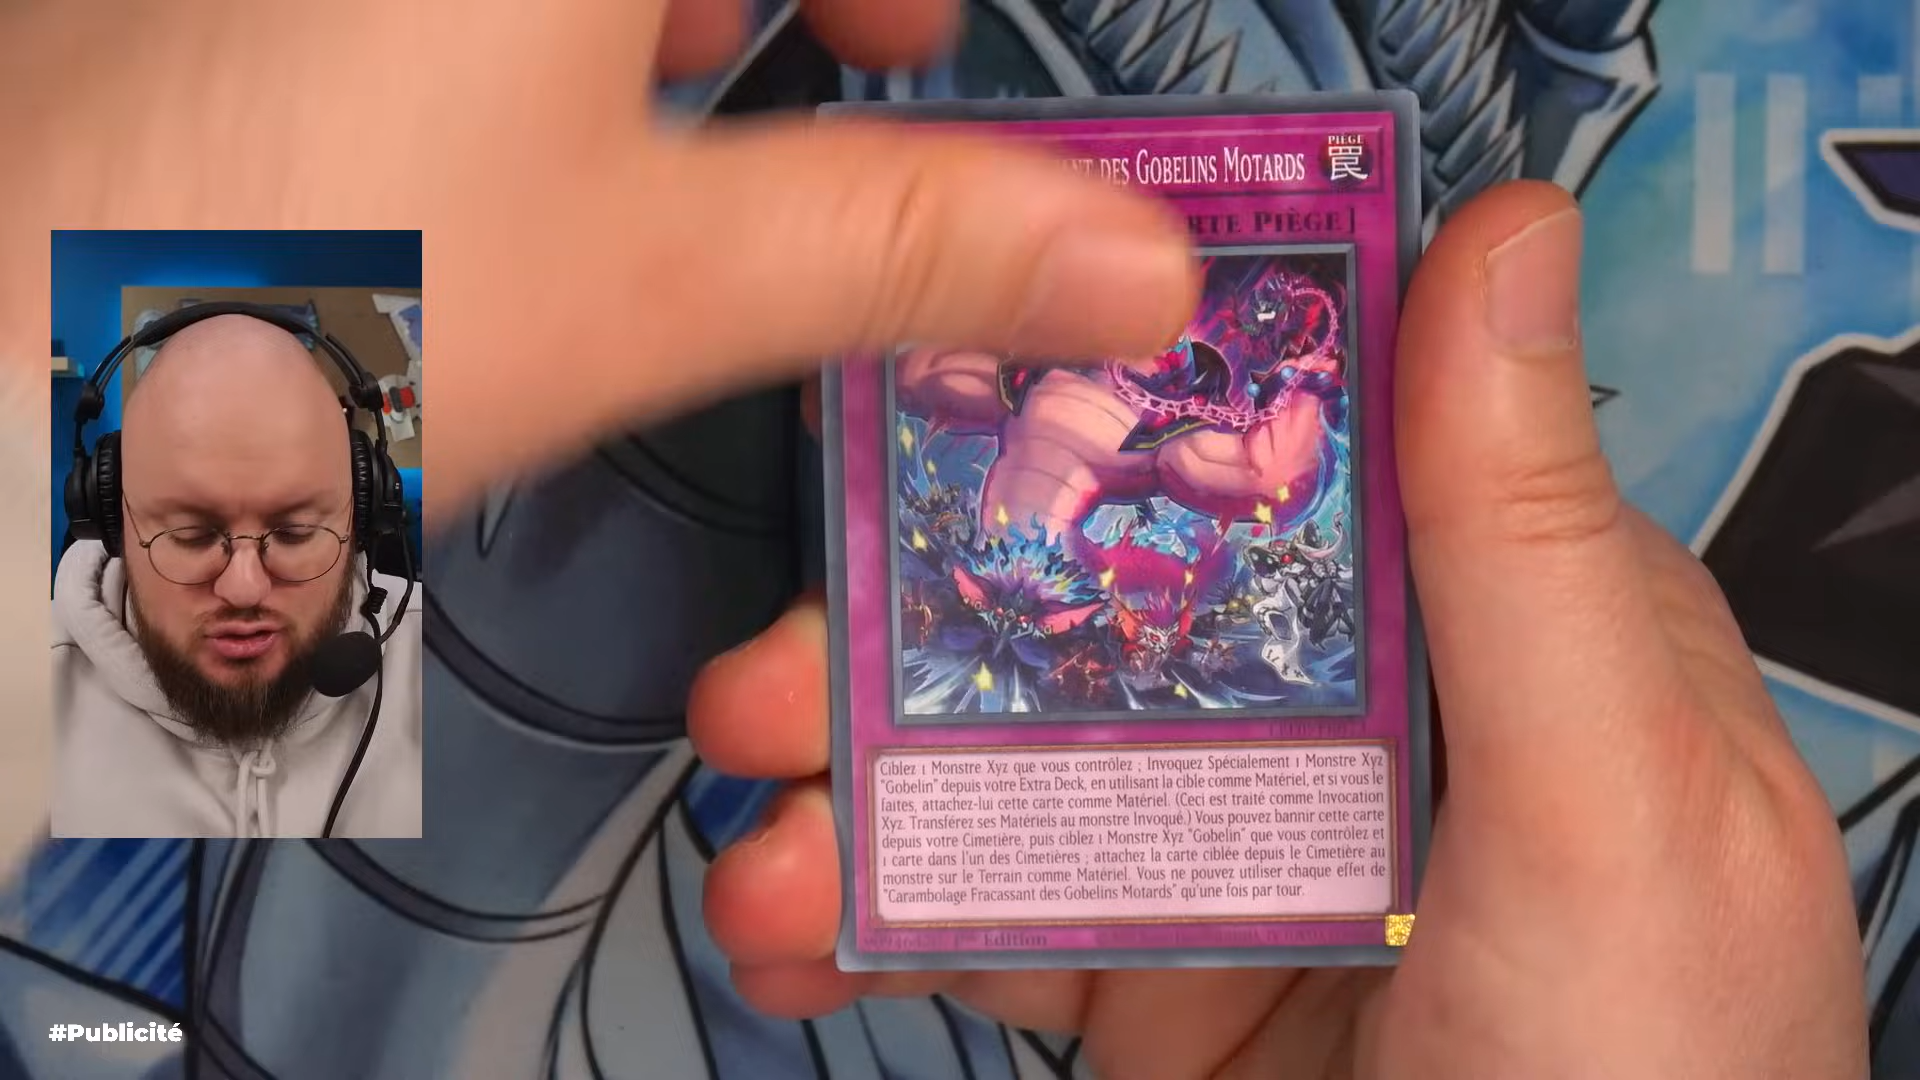 DES GOBELINS MOTARDS
PIÈGE
罠
PIÈGE]
Ciblez 1 Monstre Xyz que vous contrôlez ; Invoquez Spécialement 1 Monstre Xyz
"Gobelin" depuis votre Extra Deck, en utilisant la cible comme Matériel, et si vous le
faites, attachez-lui cette carte comme Matériel. (Ceci est traité comme Invocation
Xyz. Transférez ses Matériels au monstre Invoqué.) Vous pouvez bannir cette carte
depuis votre Cimetière, puis ciblez 1 Monstre Xyz "Gobelin" que vous contrôlez et
1 carte dans l'un des Cimetières ; attachez la carte ciblée depuis le Cimetière au
monstre sur le Terrain comme Matériel. Vous ne pouvez utiliser chaque effet de
"Carambolage Fracassant des Gobelins Motards" qu'une fois par tour.
Edition
#Publicité